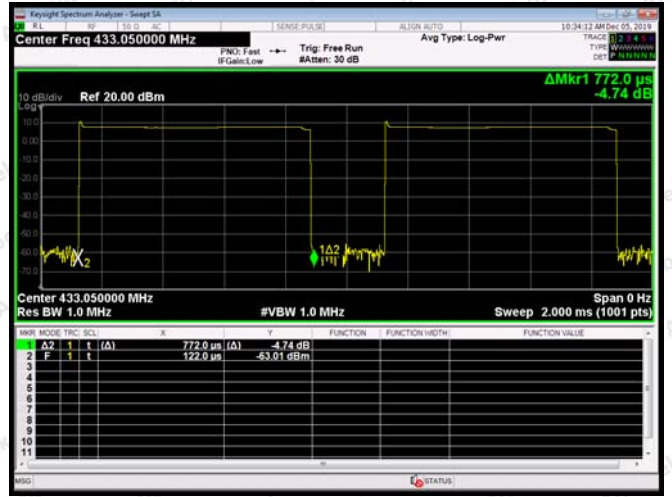 Keysight Spectrum Analyzer - Swept SA
RL RF 50 Ω AC SENSE:PULSE ALIGN AUTO 10:34:12 AM Dec 05, 2019
Center Freq 433.050000 MHz Avg Type: Log-Pwr TRACE 1 2 3 4 5 6
PNO: Fast Trig: Free Run TYPE WWWWWW
IFGain:Low #Atten: 30 dB DET P N N N N N
ΔMkr1 772.0 µs
-4.74 dB
10 dB/div Ref 20.00 dBm
Log
10.0
0.00
-10.0
-20.0
-30.0
-40.0
-50.0
-60.0
-70.0
X2
1Δ2
Center 433.050000 MHz Span 0 Hz
Res BW 1.0 MHz #VBW 1.0 MHz Sweep 2.000 ms (1001 pts)
MKR MODE TRC SCL X Y FUNCTION FUNCTION WIDTH FUNCTION VALUE
1 Δ2 1 t (Δ) 772.0 µs (Δ) -4.74 dB
2 F 1 t 122.0 µs -63.01 dBm
3
4
5
6
7
8
9
10
11
MSG STATUS